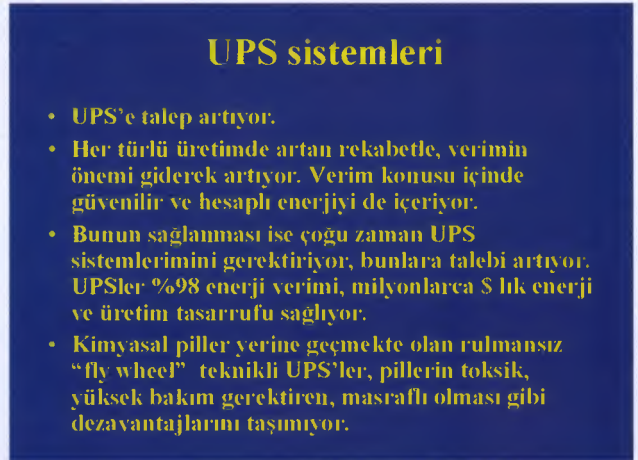 UPS sistemleri
• UPS'e talep artıyor.
• Her türlü üretimde artan rekabetle, verimin
önemi giderek artıyor. Verim konusu içinde
güvenilir ve hesaplı enerjiyi de içeriyor.
• Bunun sağlanması ise çoğu zaman UPS
sistemlerimini gerektiriyor, bunlara talebi artıyor.
UPSler %98 enerji verimi, milyonlarca $ lık enerji
ve üretim tasarrufu sağlıyor.
• Kimyasal piller yerine geçmekte olan rulmansız
"fly wheel" teknikli UPS'ler, pillerin toksik,
yüksek bakım gerektiren, masraflı olması gibi
dezavantajlarını taşımıyor.